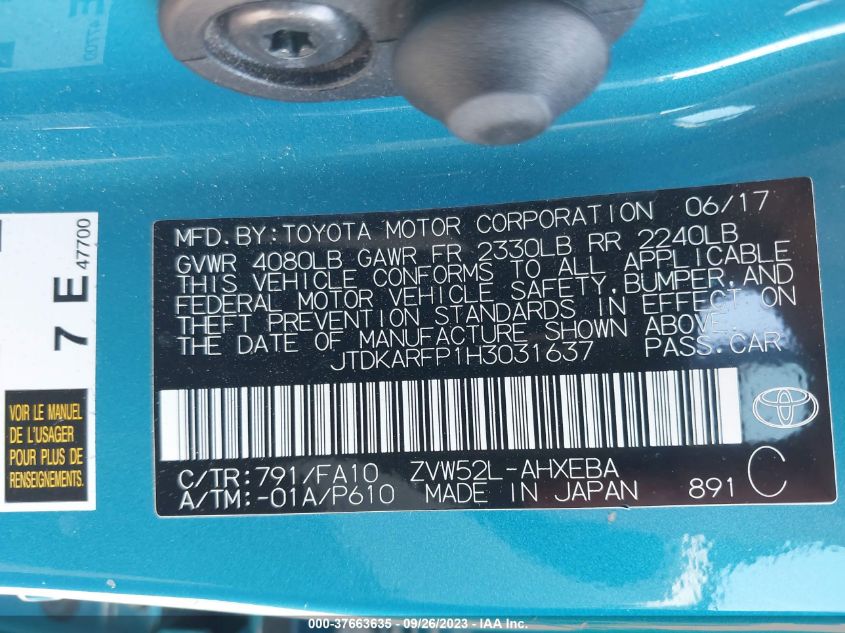 7 E
47700
VOIR LE MANUEL
DE L'USAGER
POUR PLUS DE
RENSEIGNEMENTS.
MFD. BY: TOYOTA MOTOR CORPORATION 06/17
GVWR 4080LB GAWR FR 2330LB RR 2240LB
THIS VEHICLE CONFORMS TO ALL APPLICABLE
FEDERAL MOTOR VEHICLE SAFETY, BUMPER, AND
THEFT PREVENTION STANDARDS IN EFFECT ON
THE DATE OF MANUFACTURE SHOWN ABOVE.
JTDKARFP1H3031637 PASS. CAR
C/TR: 791/FA10 ZVW52L-AHXEBA
A/TM: -01A/P610 MADE IN JAPAN 891 C
000-37663635 - 09/26/2023 - IAA Inc.